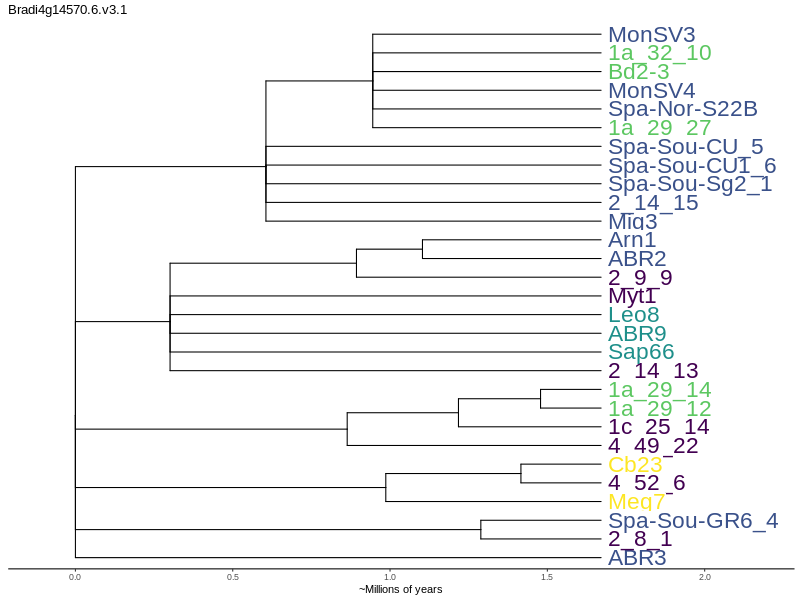 Bradi4g14570.6.v3.1
MonSV3
1a_32_10
Bd2-3
MonSV4
Spa-Nor-S22B
1a_29_27
Spa-Sou-CU_5
Spa-Sou-CU1_6
Spa-Sou-Sg2_1
2_14_15
Mig3
Arn1
ABR2
2_9_9
Myt1
Leo8
ABR9
Sap66
2_14_13
1a_29_14
1a_29_12
1c_25_14
4_49_22
Cb23
4_52_6
Meg7
Spa-Sou-GR6_4
2_8_1
ABR3
0.0 0.5 1.0 1.5 2.0
~Millions of years